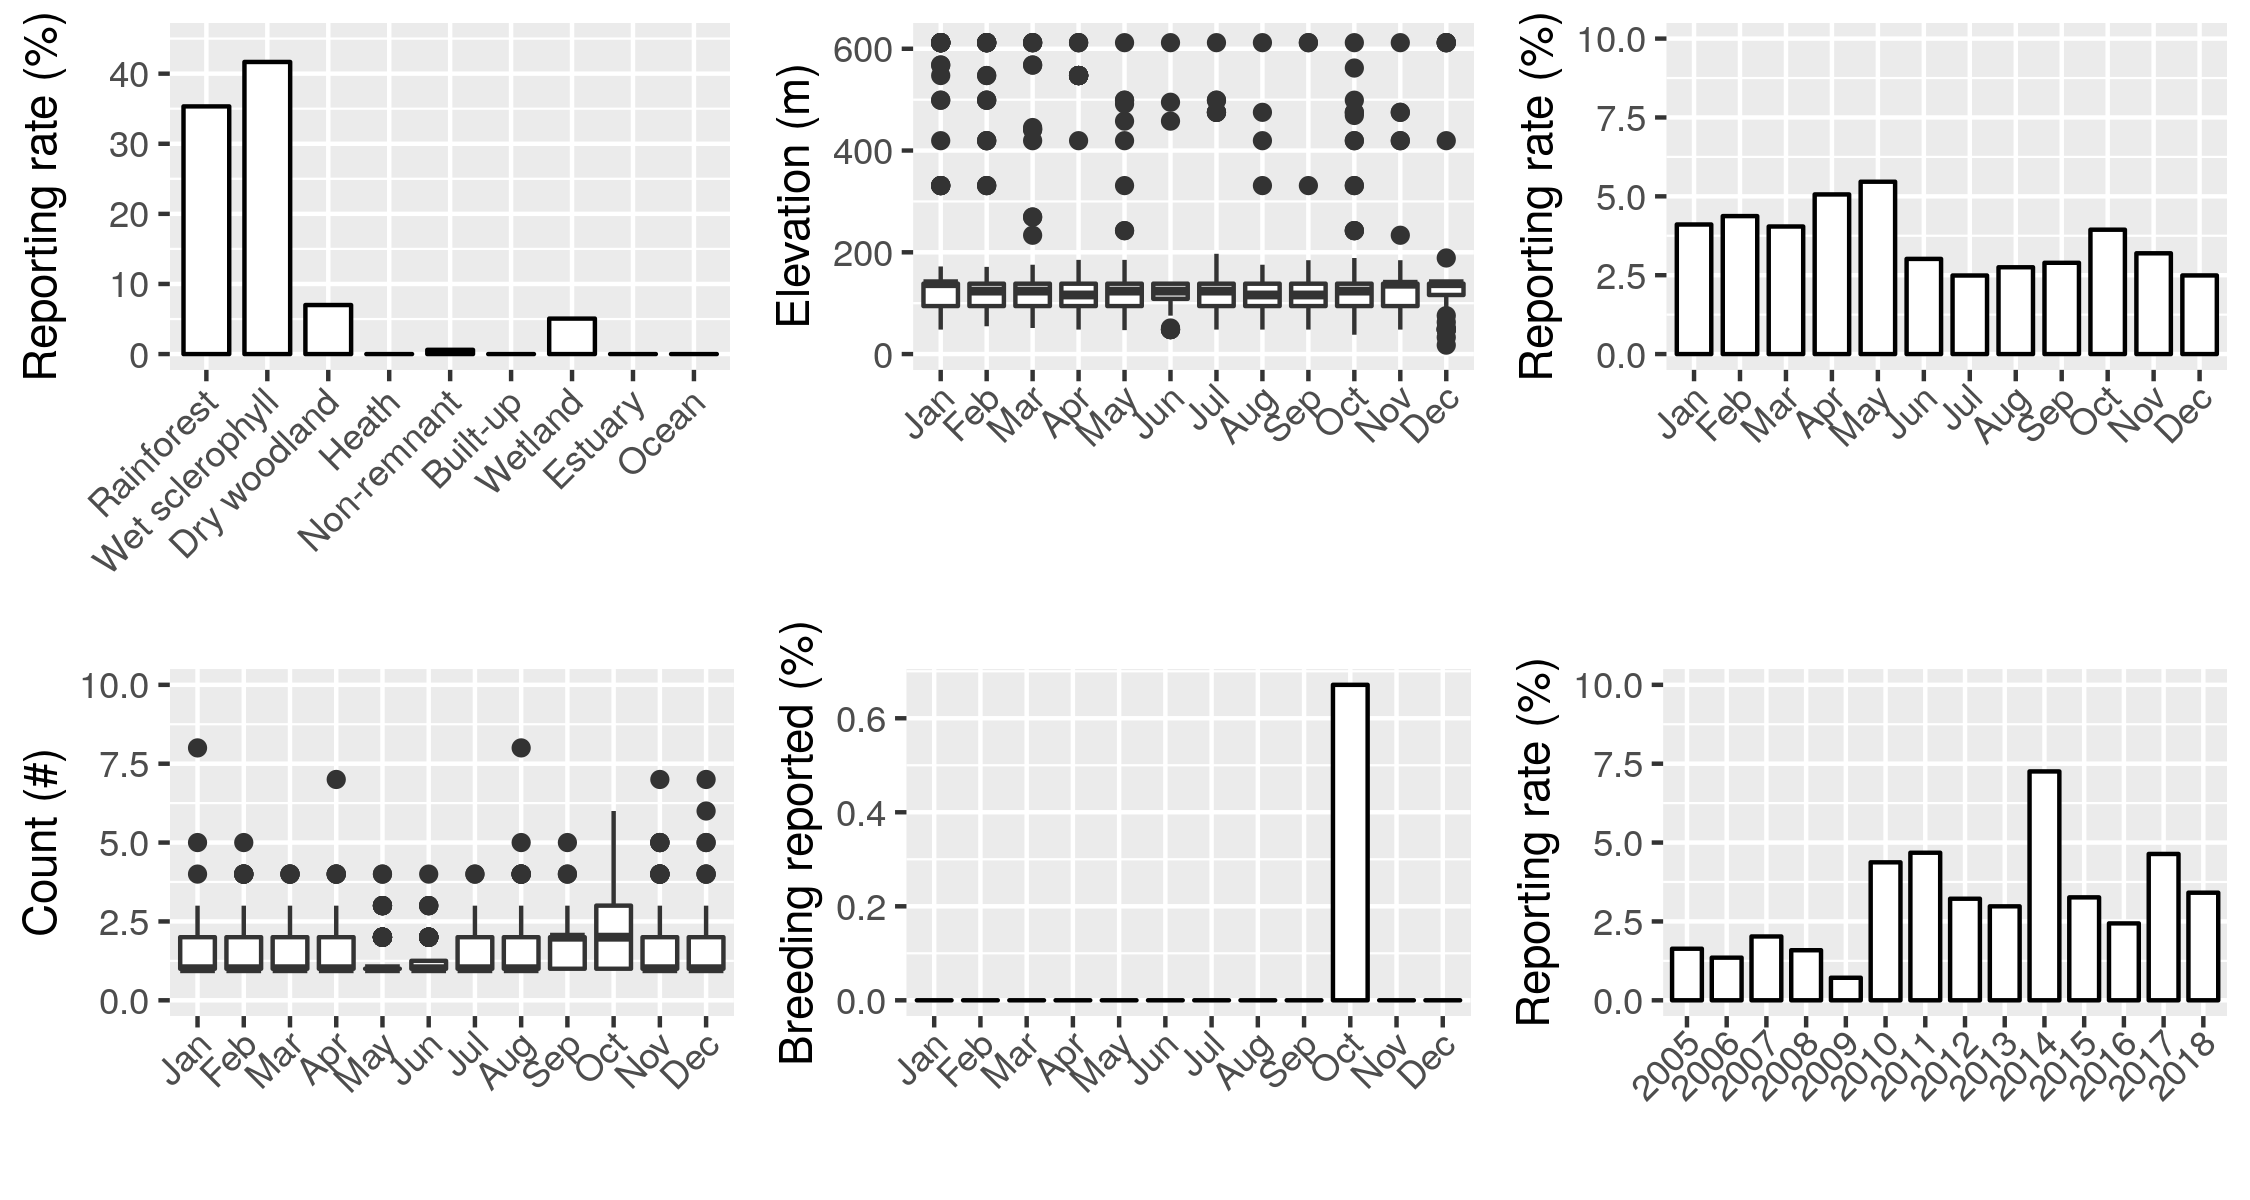 Reporting rate (%)
40
30
20
10
0
Rainforest
Wet sclerophyll
Dry woodland
Heath
Non-remnant
Built-up
Wetland
Estuary
Ocean
Elevation (m)
600
400
200
0
Jan
Feb
Mar
Apr
May
Jun
Jul
Aug
Sep
Oct
Nov
Dec
Reporting rate (%)
10.0
7.5
5.0
2.5
0.0
Jan
Feb
Mar
Apr
May
Jun
Jul
Aug
Sep
Oct
Nov
Dec
Count (#)
10.0
7.5
5.0
2.5
0.0
Jan
Feb
Mar
Apr
May
Jun
Jul
Aug
Sep
Oct
Nov
Dec
Breeding reported (%)
0.6
0.4
0.2
0.0
Jan
Feb
Mar
Apr
May
Jun
Jul
Aug
Sep
Oct
Nov
Dec
Reporting rate (%)
10.0
7.5
5.0
2.5
0.0
2005
2006
2007
2008
2009
2010
2011
2012
2013
2014
2015
2016
2017
2018